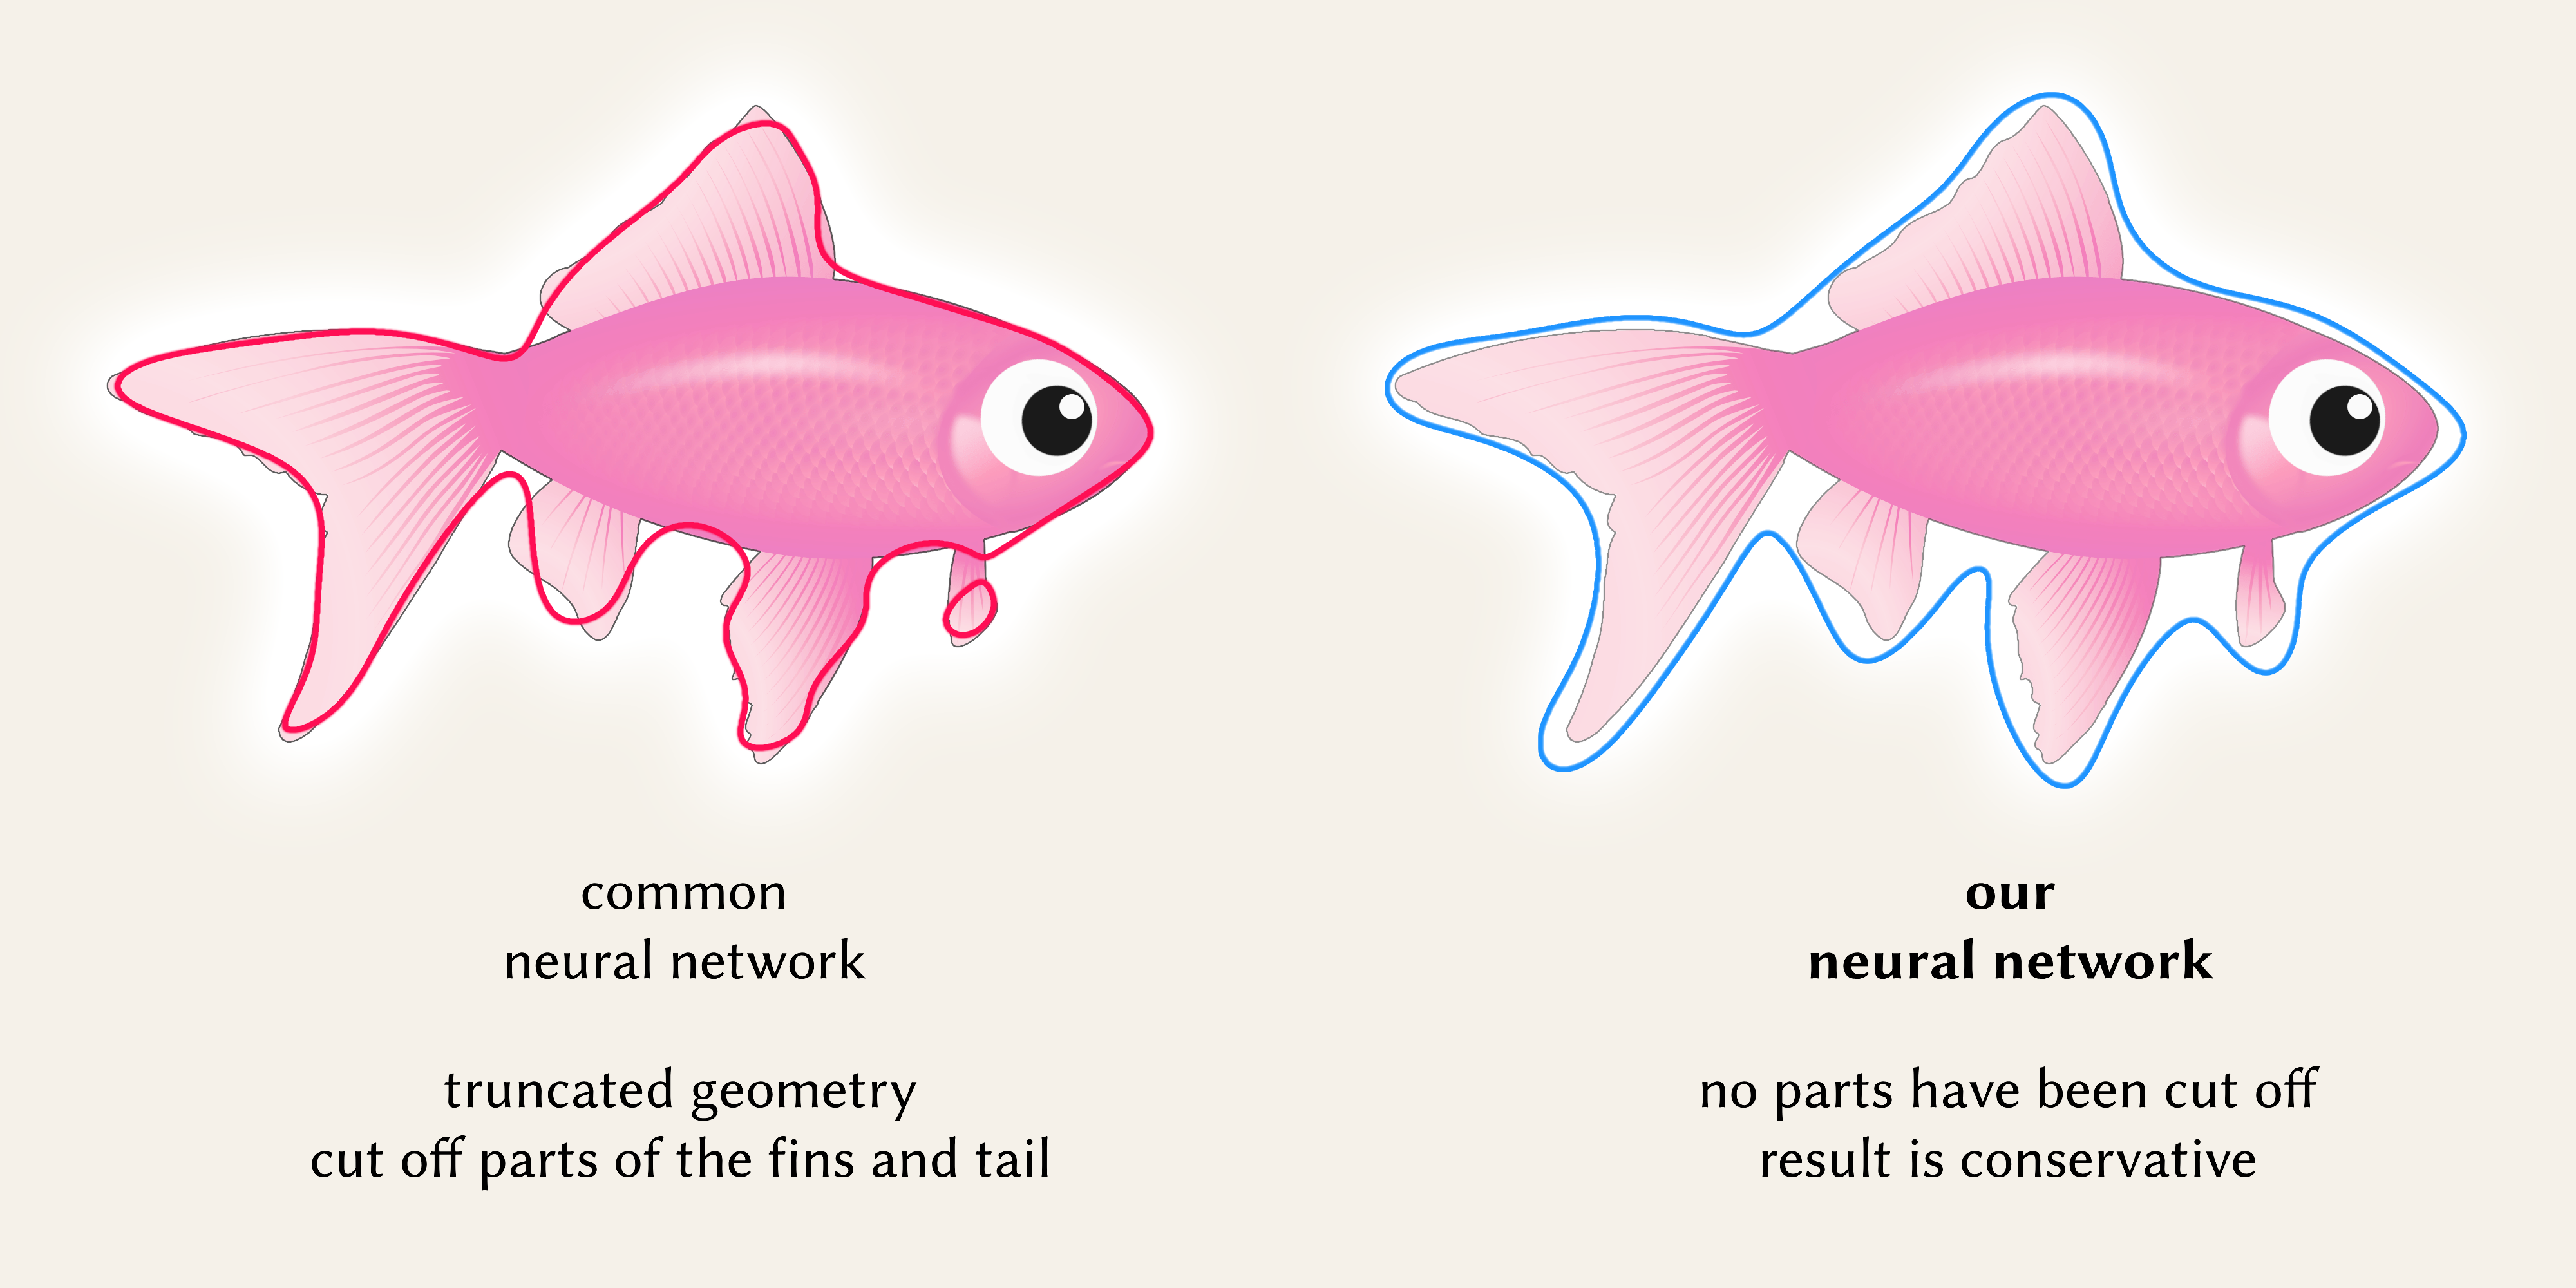 common
neural network
truncated geometry
cut off parts of the fins and tail
our
neural network
no parts have been cut off
result is conservative